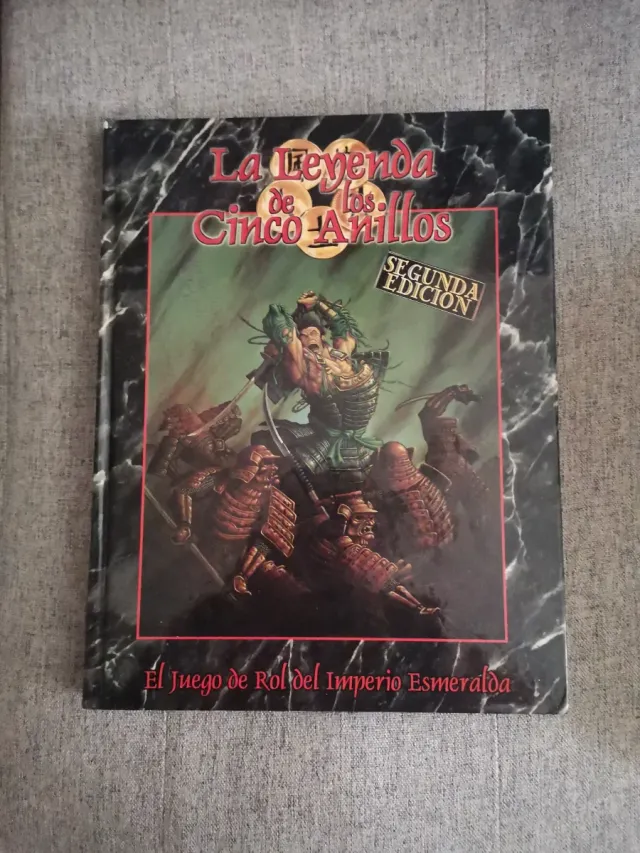 La Leyenda
de los
Cinco Anillos
SEGUNDA
EDICION
El Juego de Rol del Imperio Esmeralda